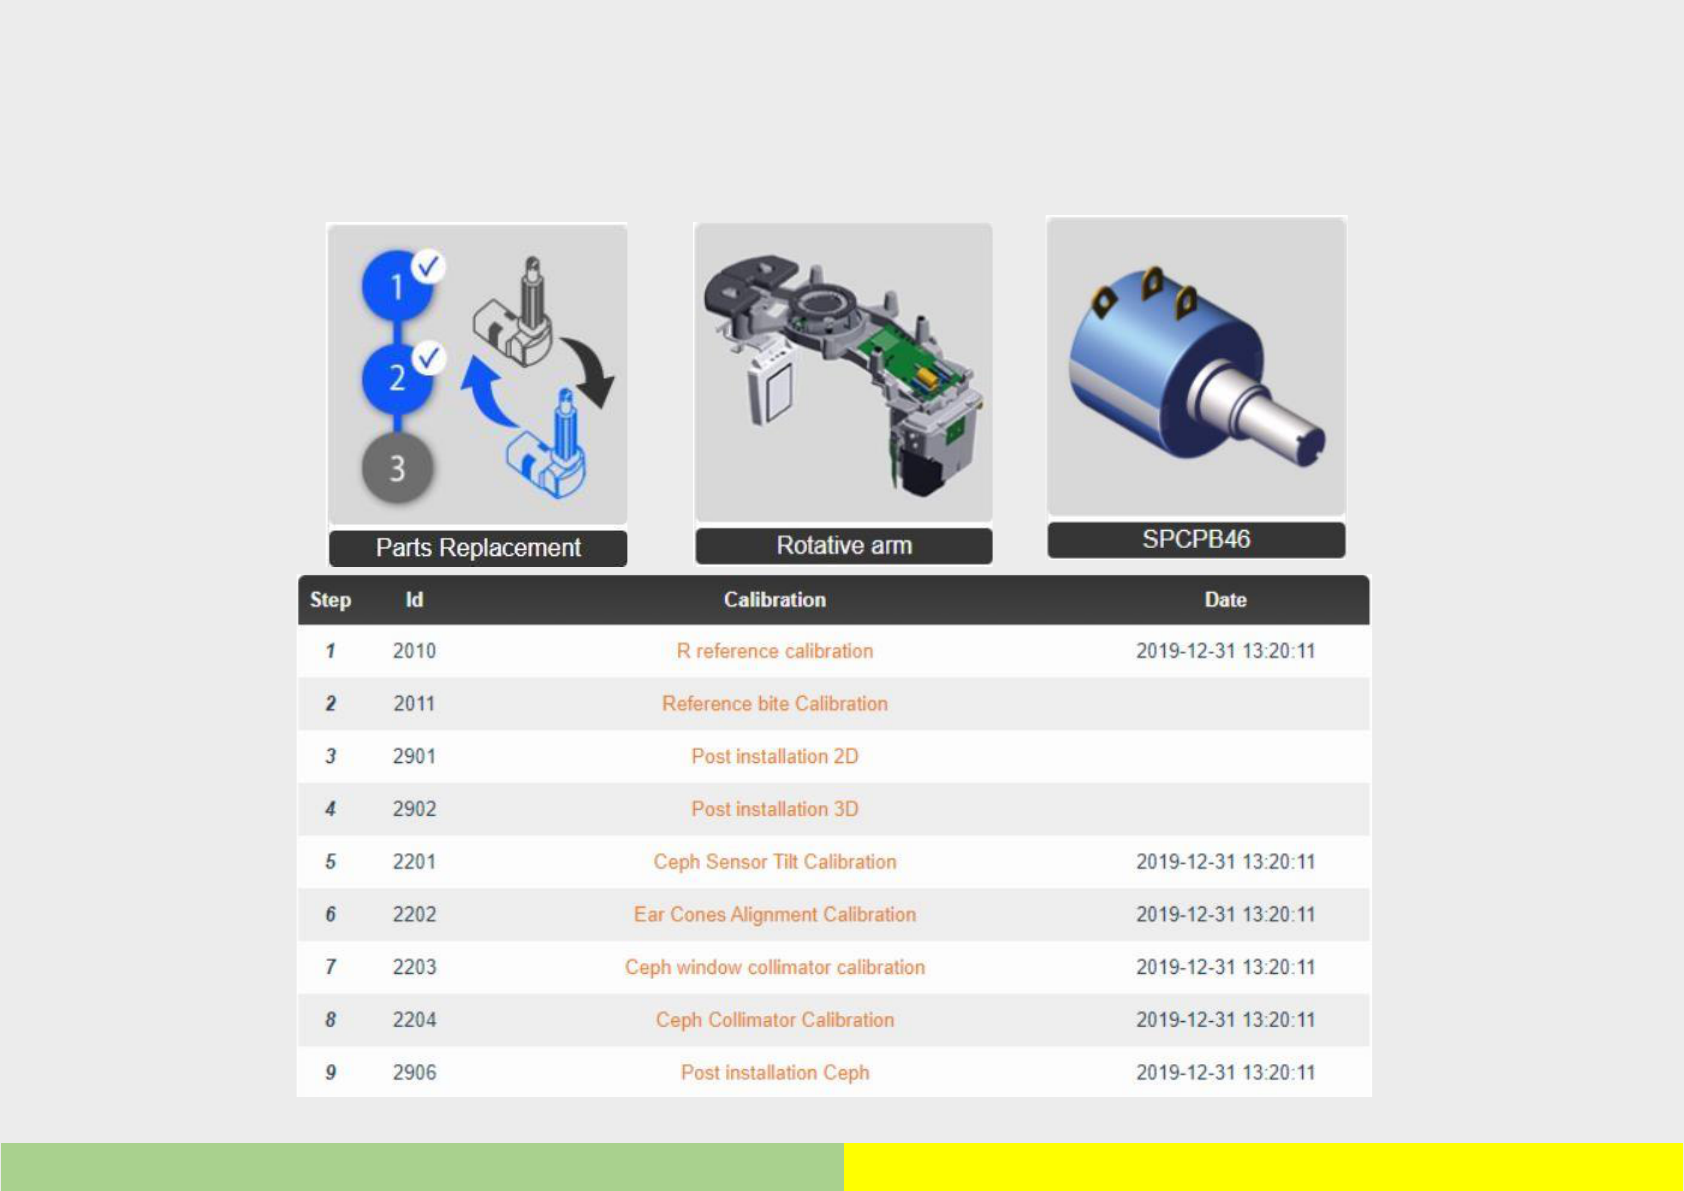 1
2
3
Parts Replacement
Rotative arm
SPCPB46
Step Id Calibration Date
1 2010 R reference calibration 2019-12-31 13:20:11
2 2011 Reference bite Calibration
3 2901 Post installation 2D
4 2902 Post installation 3D
5 2201 Ceph Sensor Tilt Calibration 2019-12-31 13:20:11
6 2202 Ear Cones Alignment Calibration 2019-12-31 13:20:11
7 2203 Ceph window collimator calibration 2019-12-31 13:20:11
8 2204 Ceph Collimator Calibration 2019-12-31 13:20:11
9 2906 Post installation Ceph 2019-12-31 13:20:11